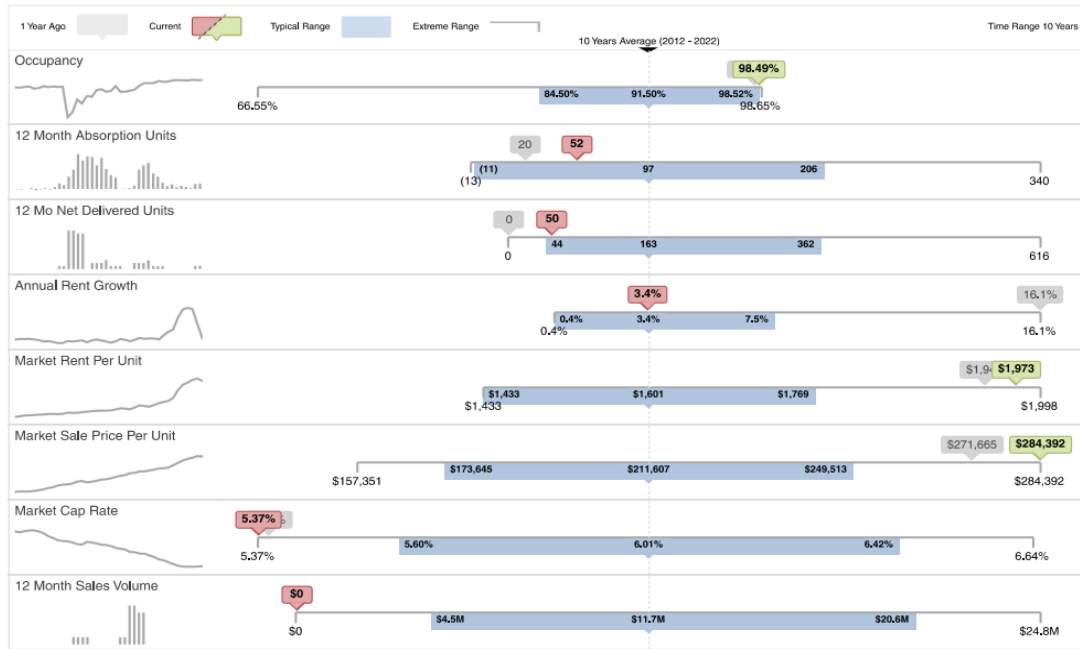 1 Year Ago Current Typical Range Extreme Range Time Range 10 Years
10 Years Average (2012 - 2022)
Occupancy
98.49%
84.50% 91.50% 98.52%
66.55% 98.65%
12 Month Absorption Units
20 52
(11) 97 206
(13) 340
12 Mo Net Delivered Units
0 50
44 163 362
0 616
Annual Rent Growth
3.4% 16.1%
0.4% 3.4% 7.5%
0.4% 16.1%
Market Rent Per Unit
$1,973
$1,433 $1,601 $1,769
$1,433 $1,998
Market Sale Price Per Unit
$271,665 $284,392
$173,645 $211,607 $249,513
$157,351 $284,392
Market Cap Rate
5.37%
5.60% 6.01% 6.42%
5.37% 6.64%
12 Month Sales Volume
$0
$4.5M $11.7M $20.6M
$0 $24.8M